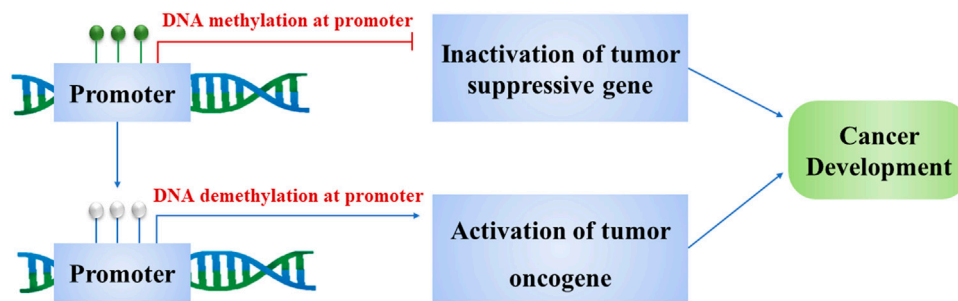 DNA methylation at promoter
Promoter
Inactivation of tumor
suppressive gene
Cancer
Development
DNA demethylation at promoter
Promoter
Activation of tumor
oncogene